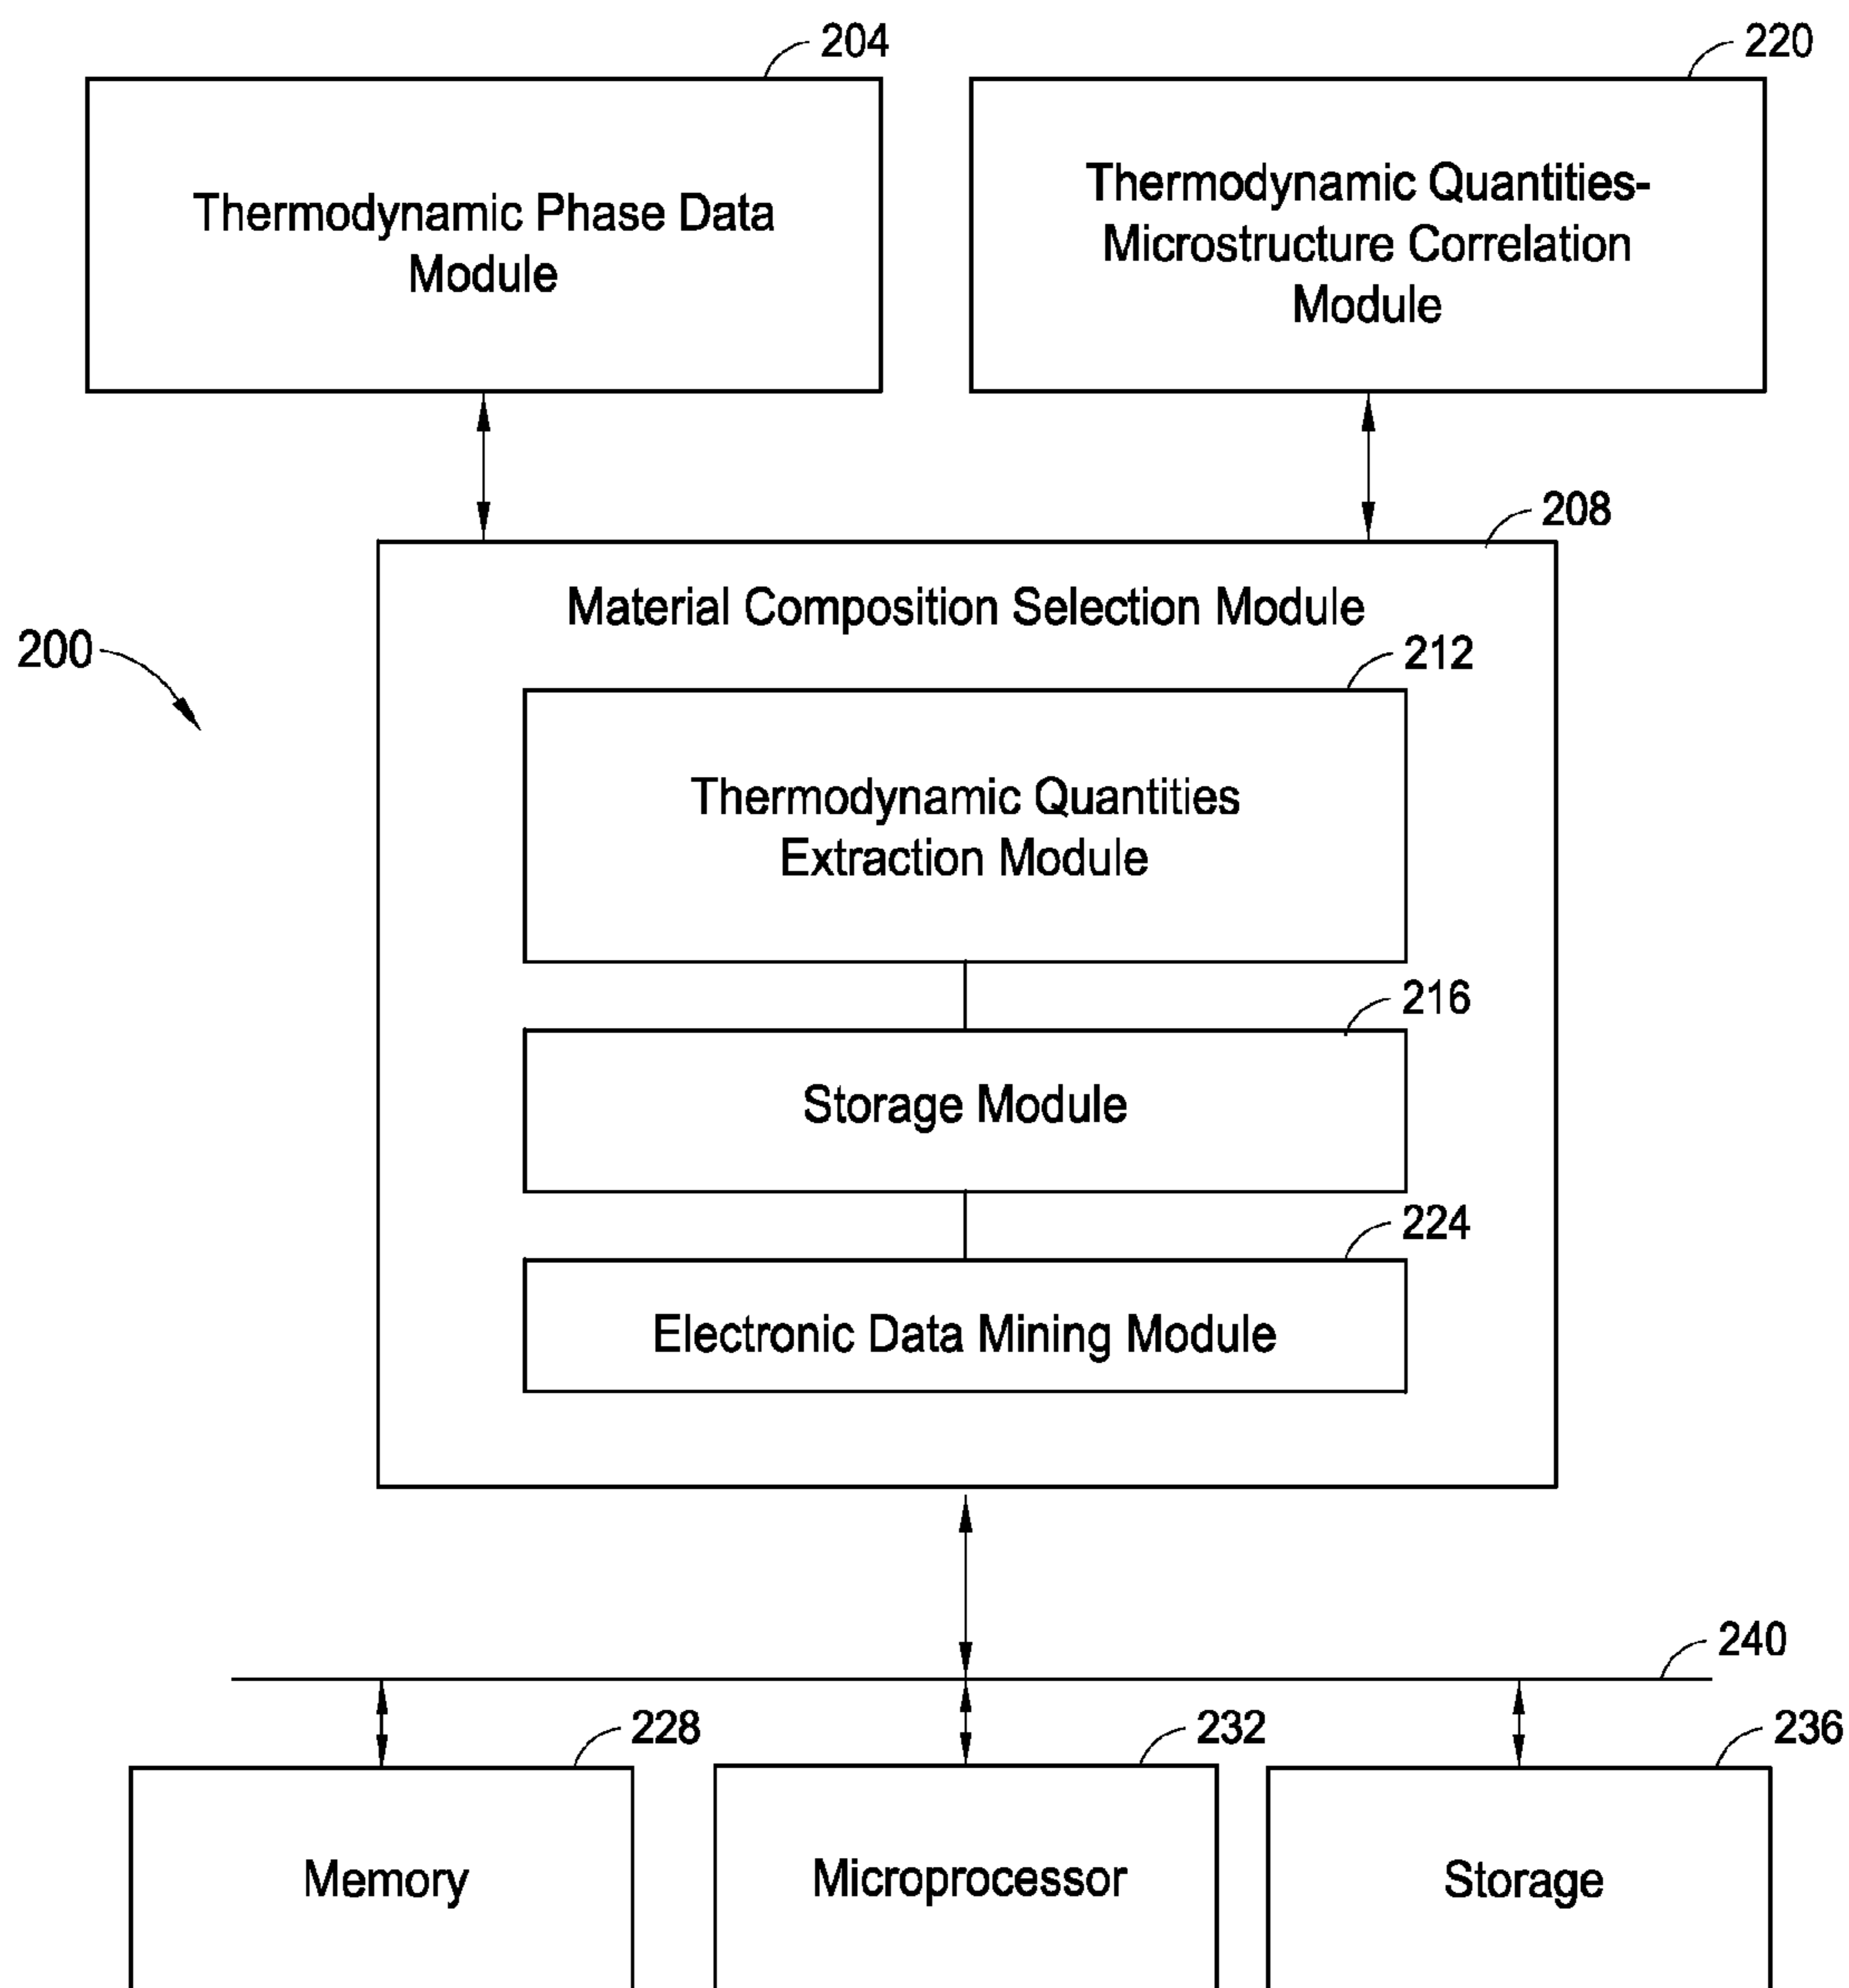 204
220
Thermodynamic Phase Data
Module
Thermodynamic Quantities-
Microstructure Correlation
Module
208
Material Composition Selection Module
200
212
Thermodynamic Quantities
Extraction Module
216
Storage Module
224
Electronic Data Mining Module
240
228
232
236
Memory
Microprocessor
Storage